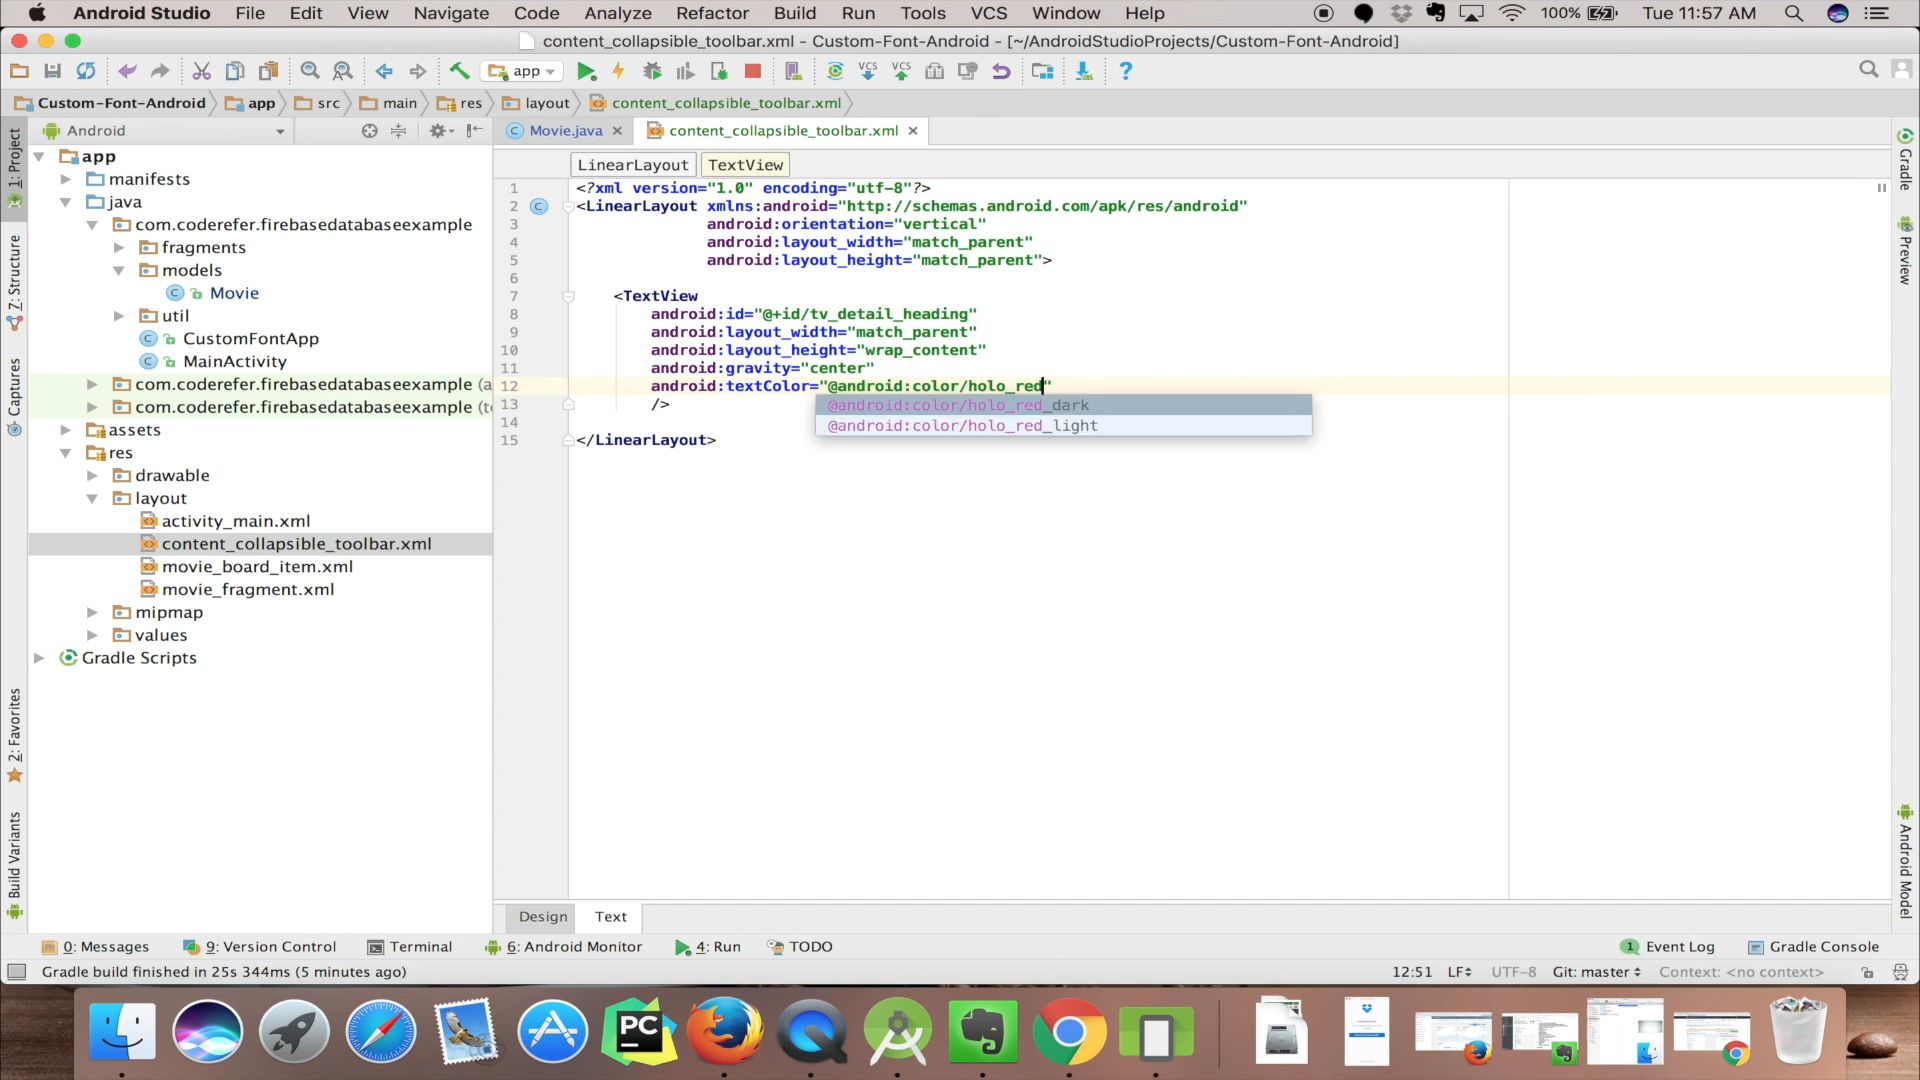 Android Studio File Edit View Navigate Code Analyze Refactor Build Run Tools VCS Window Help 100% Tue 11:57 AM
content_collapsible_toolbar.xml - Custom-Font-Android - [~/AndroidStudioProjects/Custom-Font-Android]
app VCS VCS ?
Custom-Font-Android app src main res layout content_collapsible_toolbar.xml
Android
Movie.java content_collapsible_toolbar.xml
LinearLayout TextView
1: Project
Z: Structure
Captures
2: Favorites
Build Variants
app
manifests
java
com.coderefer.firebasedatabaseexample
fragments
models
Movie
util
CustomFontApp
MainActivity
com.coderefer.firebasedatabaseexample (a
com.coderefer.firebasedatabaseexample (te
assets
res
drawable
layout
activity_main.xml
content_collapsible_toolbar.xml
movie_board_item.xml
movie_fragment.xml
mipmap
values
Gradle Scripts
1 <?xml version="1.0" encoding="utf-8"?>
2 <LinearLayout xmlns:android="http://schemas.android.com/apk/res/android"
3 android:orientation="vertical"
4 android:layout_width="match_parent"
5 android:layout_height="match_parent">
6
7 <TextView
8 android:id="@+id/tv_detail_heading"
9 android:layout_width="match_parent"
10 android:layout_height="wrap_content"
11 android:gravity="center"
12 android:textColor="@android:color/holo_red"
13 />
14
15 </LinearLayout>
@android:color/holo_red_dark
@android:color/holo_red_light
Gradle
Preview
Android Model
Design Text
0: Messages 9: Version Control Terminal 6: Android Monitor 4: Run TODO 1 Event Log Gradle Console
Gradle build finished in 25s 344ms (5 minutes ago) 12:51 LF UTF-8 Git: master Context: <no context>
PC